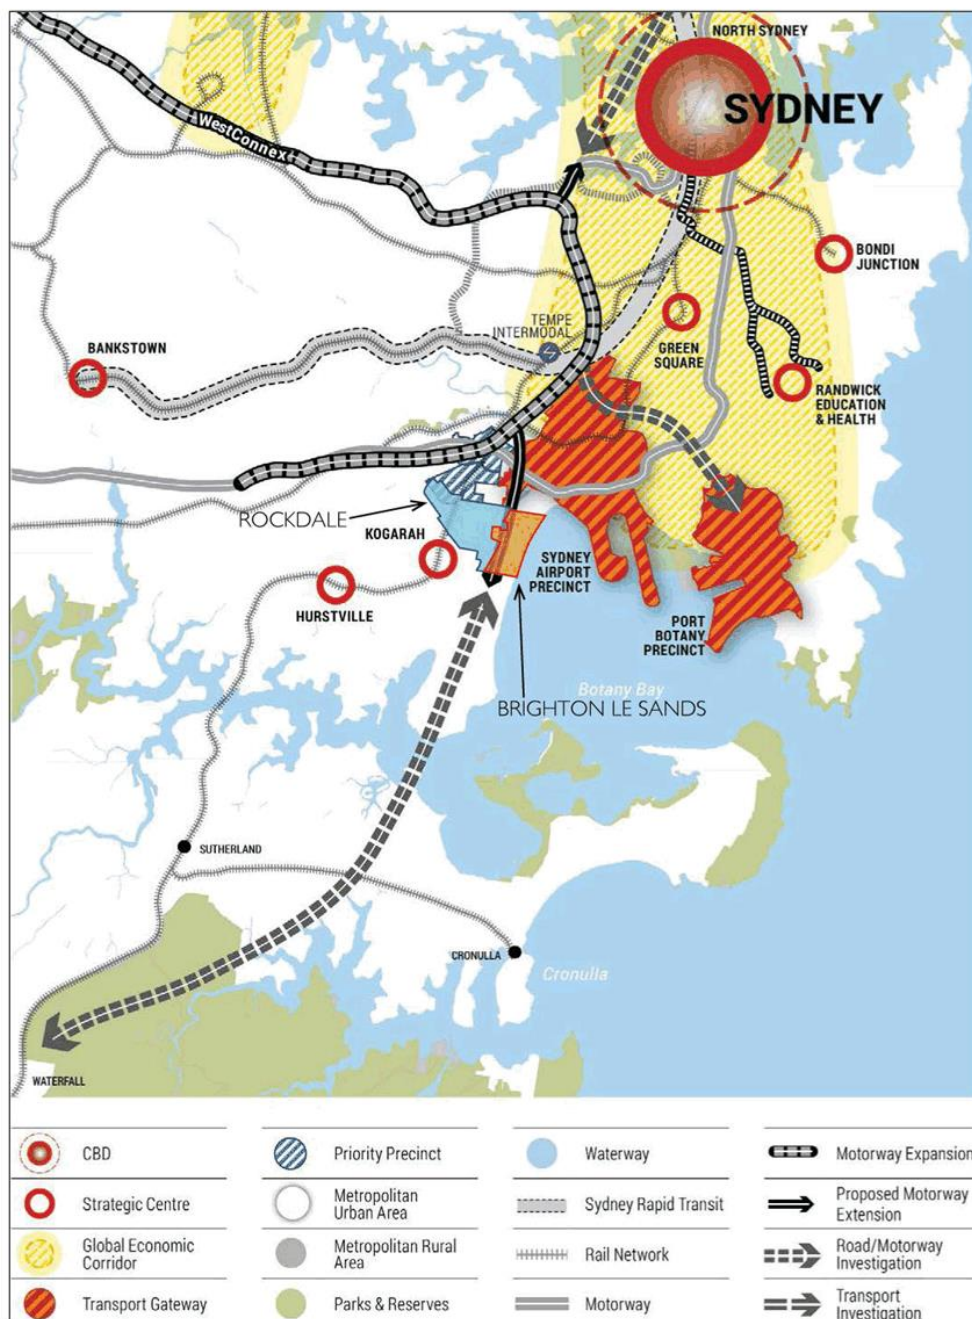 NORTH SYDNEY
SYDNEY
WestConnex
BONDI
JUNCTION
TEMPE
INTERMODAL
GREEN
SQUARE
BANKSTOWN
RANDWICK
EDUCATION
& HEALTH
ROCKDALE
KOGARAH
HURSTVILLE
SYDNEY
AIRPORT
PRECINCT
PORT
BOTANY
PRECINCT
Botany Bay
BRIGHTON LE SANDS
SUTHERLAND
CRONULLA
Cronulla
WATERFALL
CBD
Priority Precinct
Waterway
Motorway Expansion
Strategic Centre
Metropolitan
Urban Area
Sydney Rapid Transit
Proposed Motorway
Extension
Global Economic
Corridor
Metropolitan Rural
Area
Rail Network
Road/Motorway
Investigation
Transport Gateway
Parks & Reserves
Motorway
Transport
Investigation